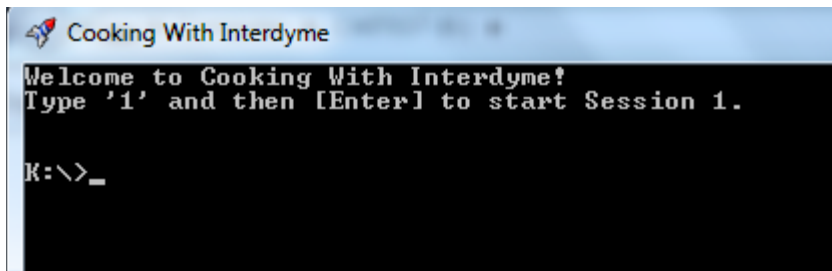 Cooking With Interdyme
Welcome to Cooking With Interdyme!
Type '1' and then [Enter] to start Session 1.
K:\>_